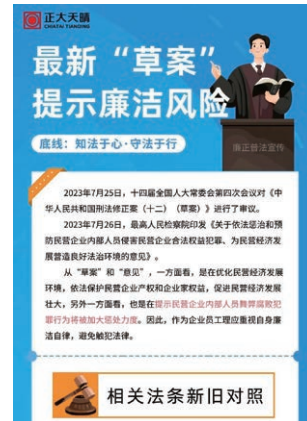 正大天晴
CHIATAI TIANQING
最新“草案”
提示廉洁风险
底线：知法于心·守法于行
廉正普法宣传
2023年7月25日，十四届全国人大常委会第四次会议对《中
华人民共和国刑法修正案（十二）（草案）》进行了审议。
2023年7月26日，最高人民检察院印发《关于依法惩治和预
防民营企业内部人员侵害民营企业合法权益犯罪、为民营经济发
展营造良好法治环境的意见》。
从“草案”和“意见”，一方面看，是在优化民营经济发展
环境，依法保护民营企业产权和企业家权益，促进民营经济发展
壮大，另外一方面看，也是在提示民营企业内部人员舞弊腐败犯
罪行为将被加大惩处力度。因此，作为企业员工理应重视自身廉
洁自律，避免触犯法律。
相关法条新旧对照